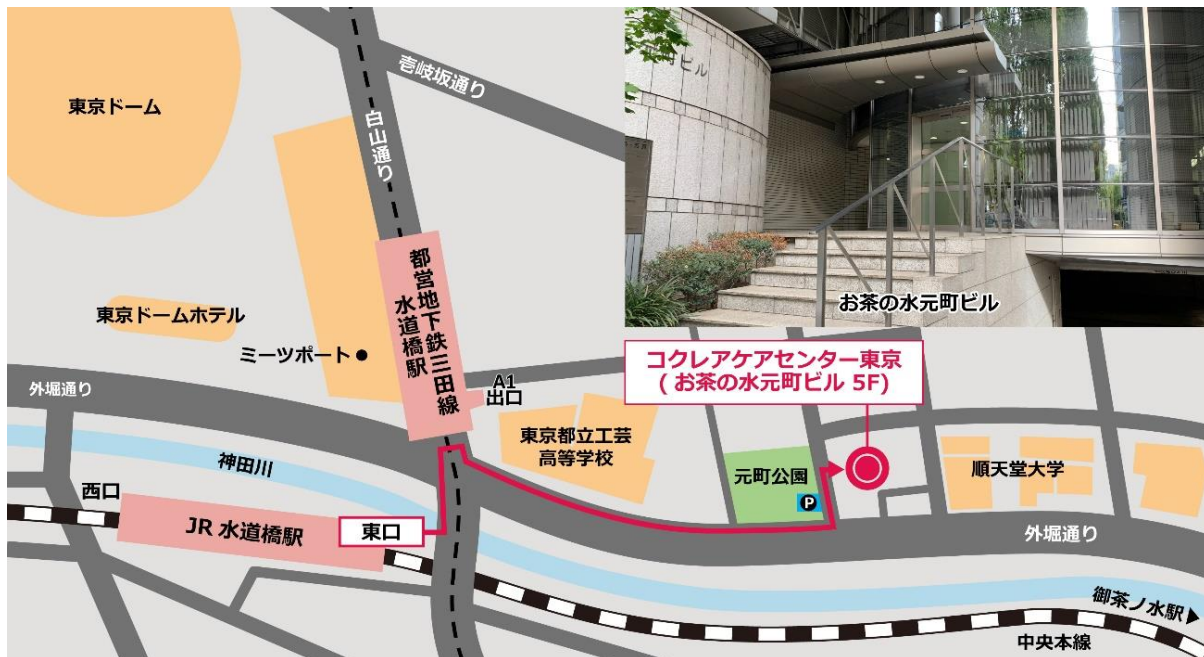 東京ドーム
壱岐坂通り
白山通り
町ビル
お茶の水元町ビル
都営地下鉄三田線
水道橋駅
東京ドームホテル
ミーツポート
A1
出口
コクレアケアセンター東京
( お茶の水元町ビル 5F)
外堀通り
東京都立工芸
高等学校
元町公園
P
順天堂大学
神田川
西口
JR 水道橋駅
東口
外堀通り
御茶ノ水駅
中央本線